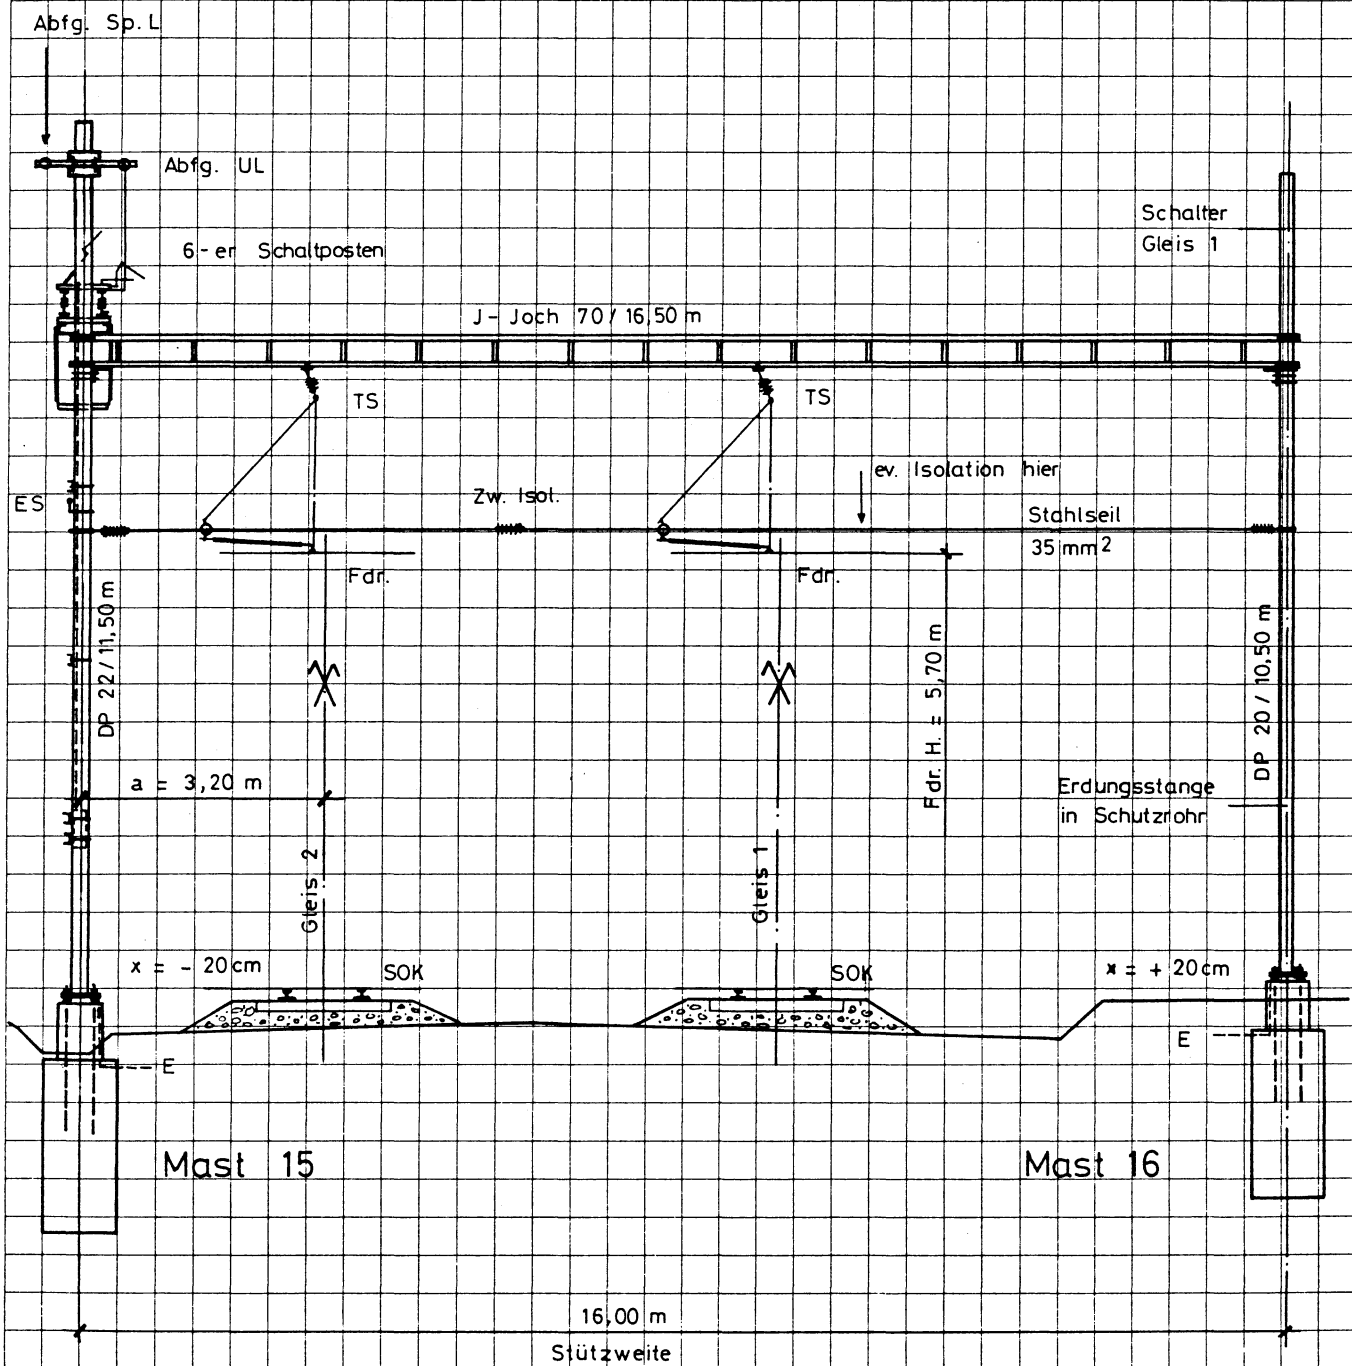 Abfg. Sp. L
Abfg. UL
6-er Schaltposten
Schalter
Gleis 1
J-Joch 70/16,50 m
TS
TS
ES
Zw. Isol.
ev. Isolation hier
Stahlseil
35 mm²
Fdr.
Fdr.
DP 22/11,50 m
Fdr. H. = 5,70 m
DP 20/10,50 m
a = 3,20 m
Erdungsstange
in Schutzrohr
Gleis 2
Gleis 1
x = - 20 cm
SOK
SOK
x = + 20 cm
E
E
Mast 15
Mast 16
16,00 m
Stützweite